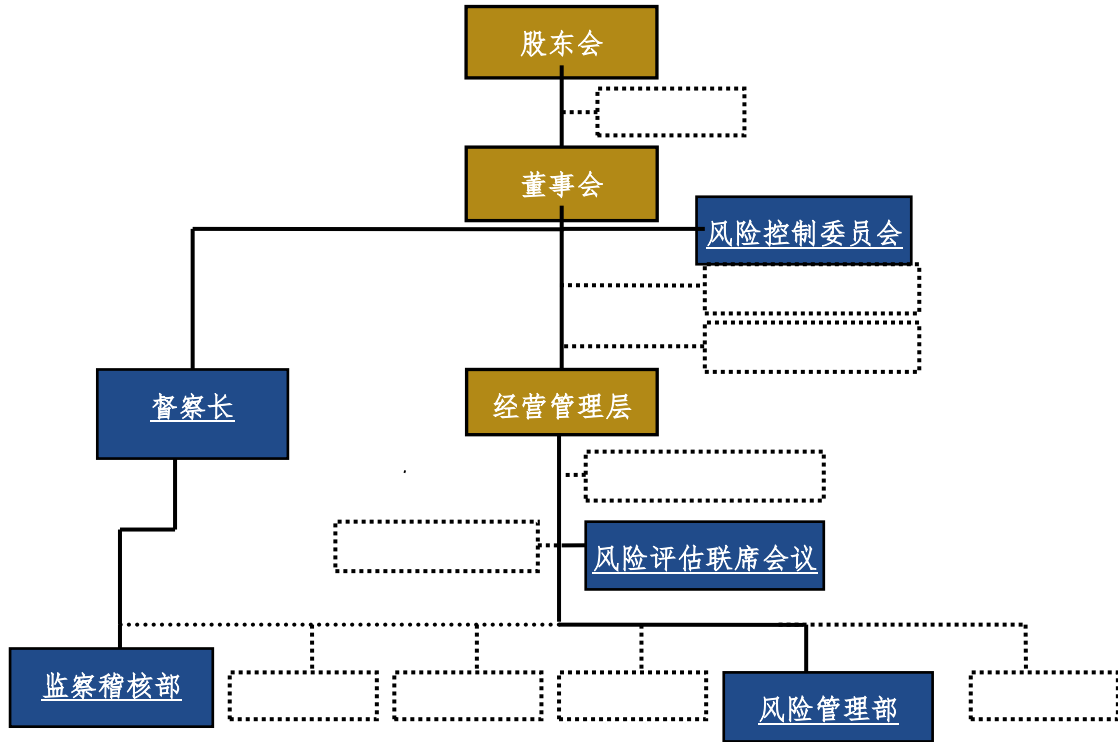 股东会
董事会
风险控制委员会
督察长
经营管理层
风险评估联席会议
监察稽核部
风险管理部